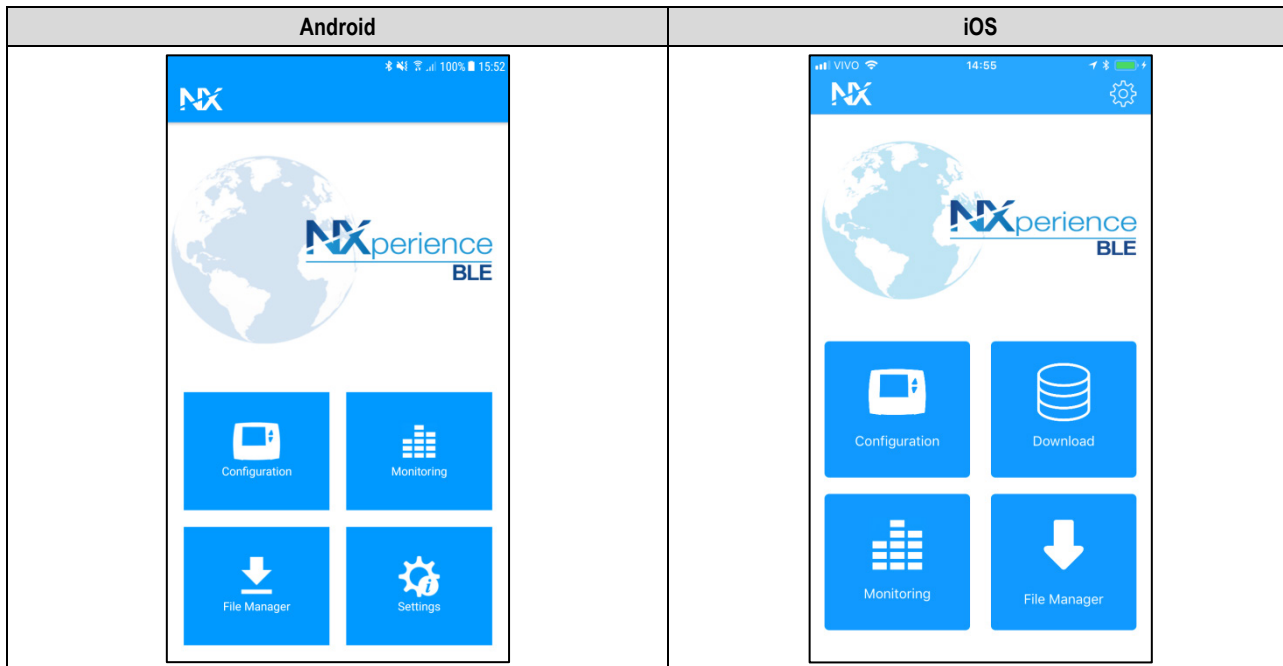 Android
iOS
100% 15:52
NX
NXperience
BLE
Configuration
Monitoring
File Manager
Settings
VIVO 14:55
NX
NXperience
BLE
Configuration
Download
Monitoring
File Manager